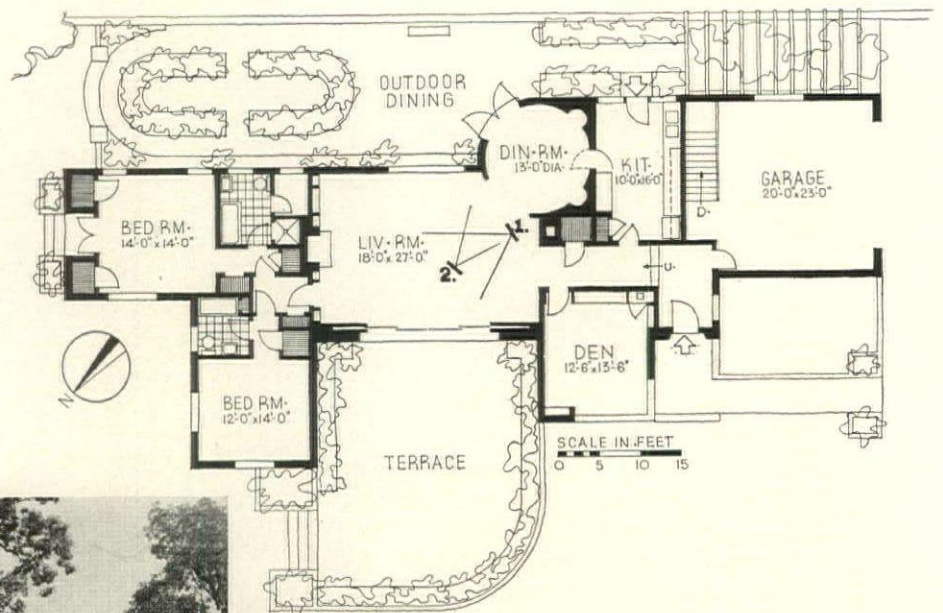 OUTDOOR
DINING
DIN·RM·
13'-0" DIA·
KIT·
10'-0"x16'-0"
GARAGE
20'-0"x23'-0"
D·
BED RM·
14'-0"x14'-0"
LIV·RM·
18'-0"x27'-0"
1.
2.
U·
N
DEN
12'-6"x13'-6"
BED RM·
12'-0"x14'-0"
TERRACE
SCALE IN FEET
0 5 10 15